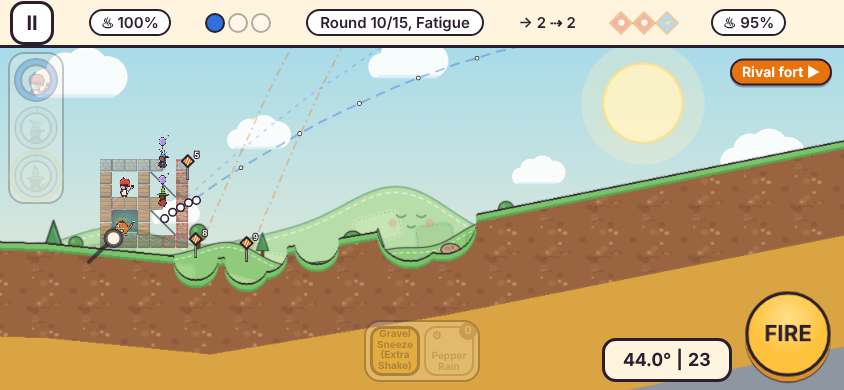 100%
Round 10/15, Fatigue
→ 2 ⇢ 2
95%
Rival fort ▶
6
8
9
Gravel
Sneeze
(Extra
Shake)
0
Pepper
Rain
44.0° | 23
FIRE